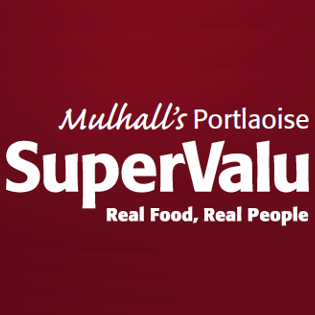 Mulhall's Portlaoise
SuperValu
Real Food, Real People